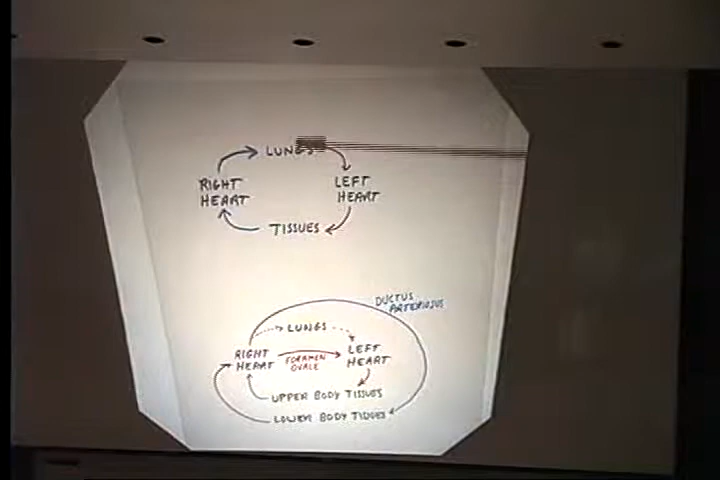 LUNGS
RIGHT
HEART
LEFT
HEART
TISSUES
DUCTUS
ARTERIOSUS
LUNGS
RIGHT
HEART
FORAMEN
OVALE
LEFT
HEART
UPPER BODY TISSUES
LOWER BODY TISSUES